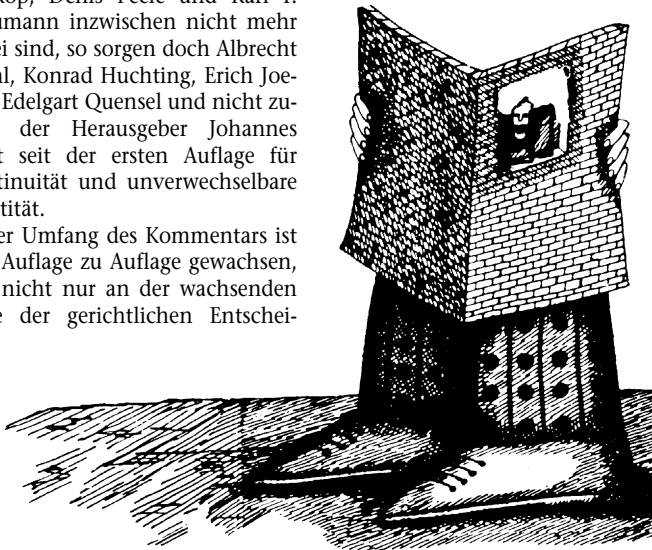 op, Denis Feele und Karl F.
umann inzwischen nicht mehr
ei sind, so sorgen doch Albrecht
l, Konrad Huchting, Erich Joe-
Edelgart Quensel und nicht zu-
der Herausgeber Johannes
t seit der ersten Auflage für
tinuität und unverwechselbare
tität.
er Umfang des Kommentars ist
Auflage zu Auflage gewachsen,
nicht nur an der wachsenden
e der gerichtlichen Entschei-